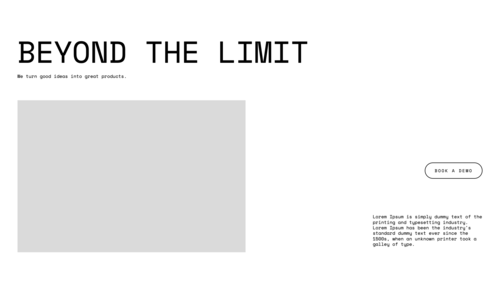 BEYOND THE LIMIT
We turn good ideas into great products.
BOOK A DEMO
Lorem Ipsum is simply dummy text of the
printing and typesetting industry.
Lorem Ipsum has been the industry's
standard dummy text ever since the
1500s, when an unknown printer took a
galley of type.